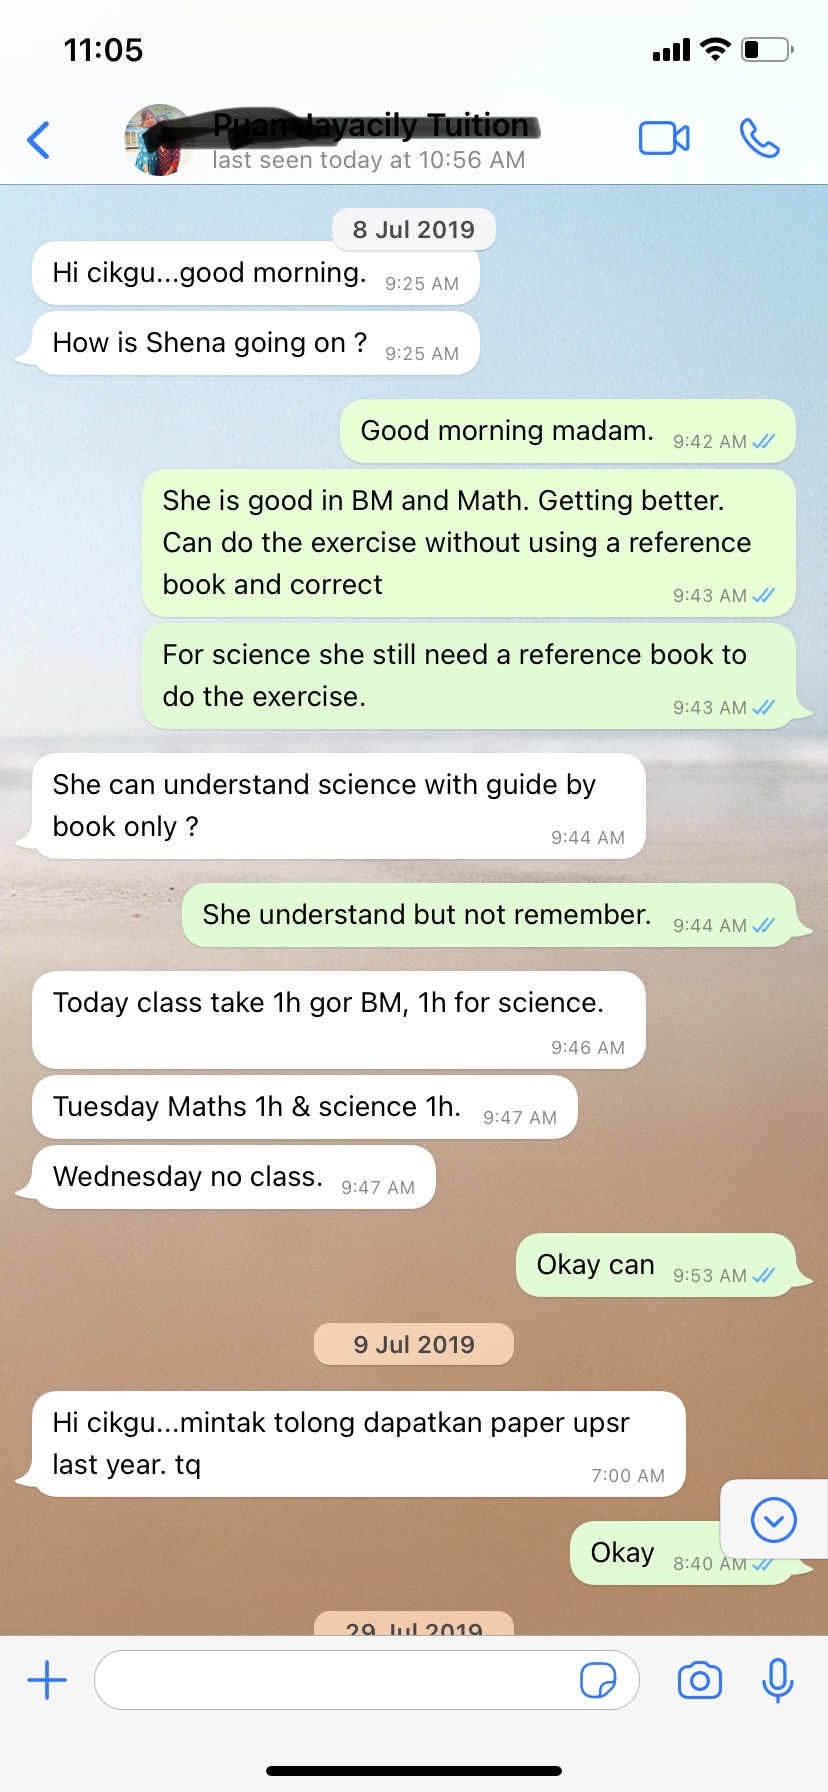 11:05
Puan Jayacily Tuition
last seen today at 10:56 AM
8 Jul 2019
Hi cikgu...good morning. 9:25 AM
How is Shena going on ? 9:25 AM
Good morning madam. 9:42 AM
She is good in BM and Math. Getting better.
Can do the exercise without using a reference
book and correct 9:43 AM
For science she still need a reference book to
do the exercise. 9:43 AM
She can understand science with guide by
book only ? 9:44 AM
She understand but not remember. 9:44 AM
Today class take 1h gor BM, 1h for science.
9:46 AM
Tuesday Maths 1h & science 1h. 9:47 AM
Wednesday no class. 9:47 AM
Okay can 9:53 AM
9 Jul 2019
Hi cikgu...mintak tolong dapatkan paper upsr
last year. tq 7:00 AM
Okay 8:40 AM
29 Jul 2019